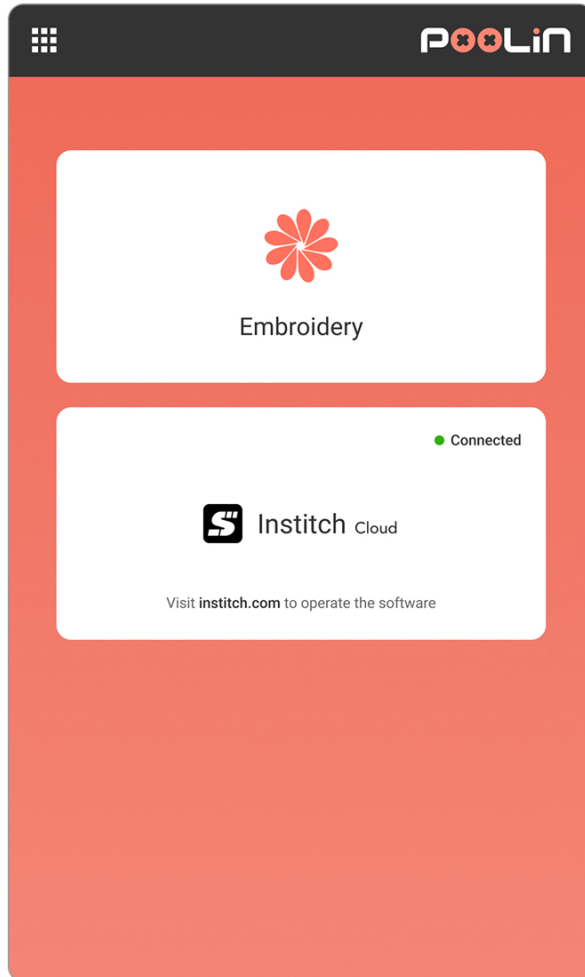 POOLiN
Embroidery
Connected
Institch Cloud
Visit institch.com to operate the software